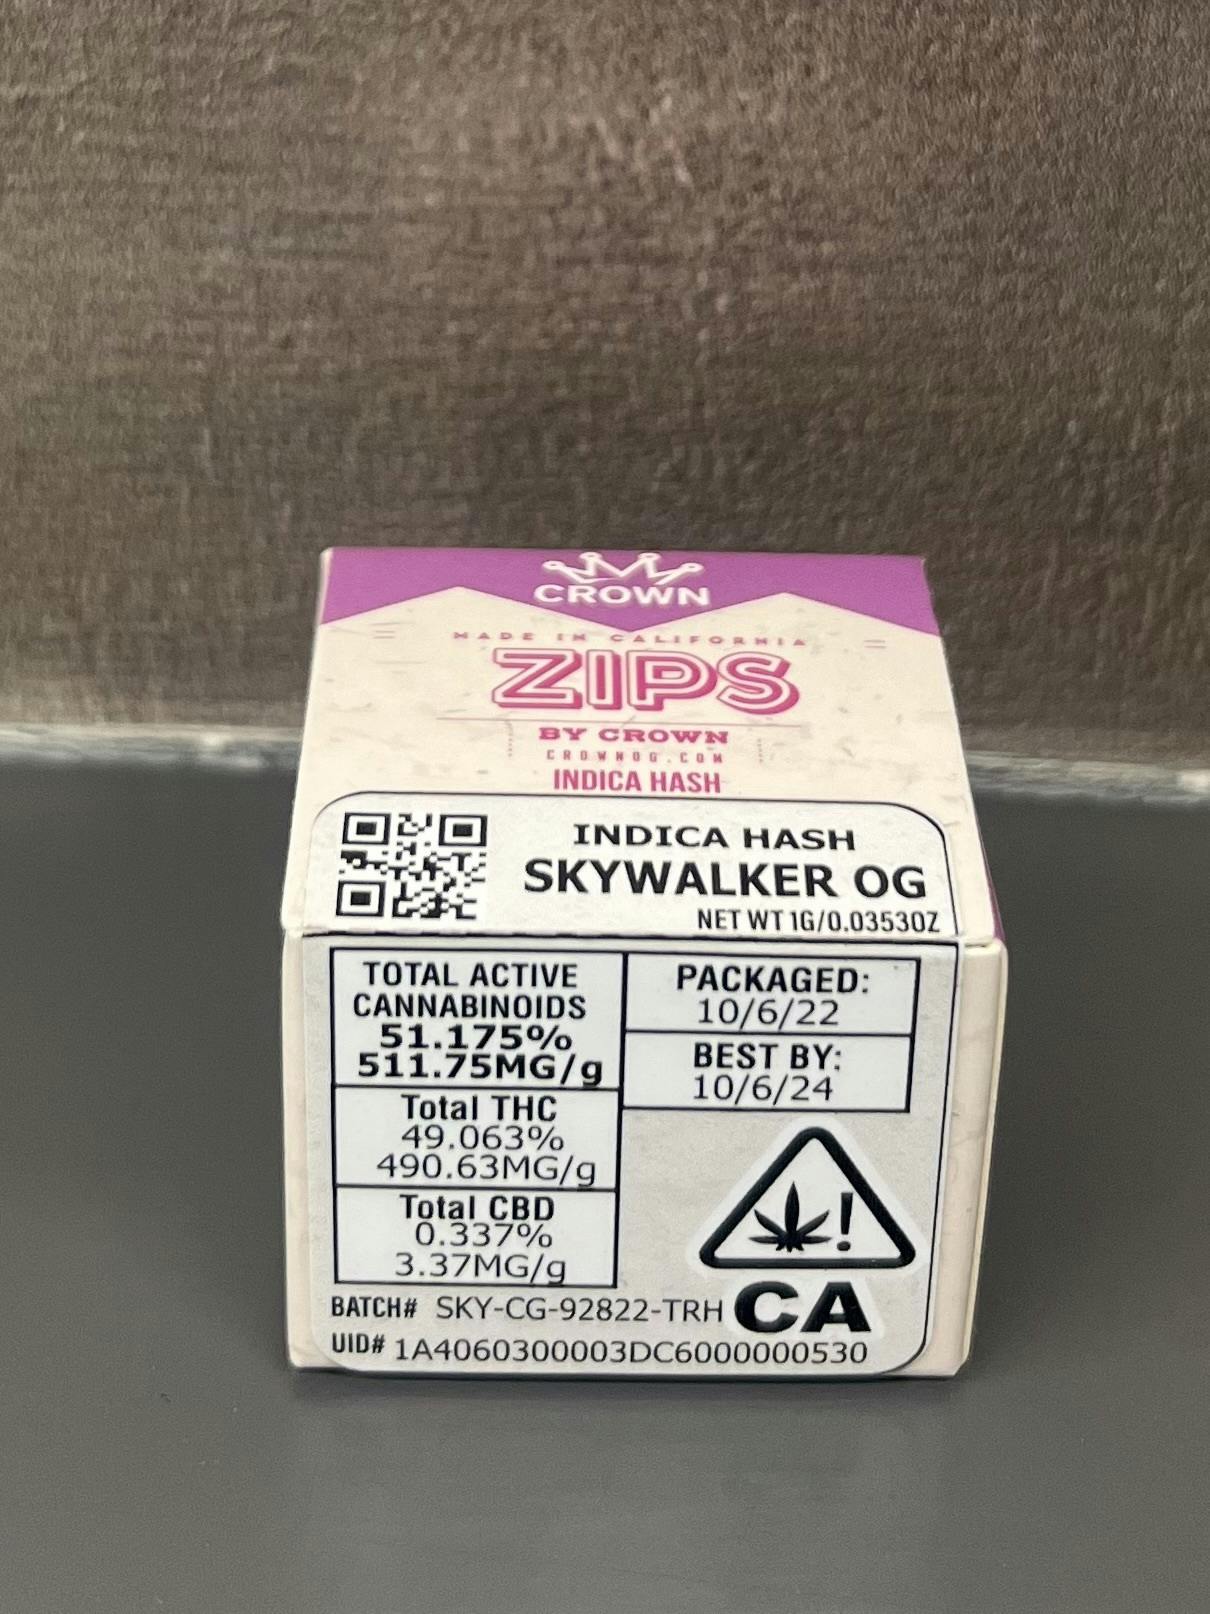 CROWN
MADE IN CALIFORNIA
ZIPS
BY CROWN
CROWNOG.COM
INDICA HASH
INDICA HASH
SKYWALKER OG
NET WT 1G/0.0353OZ
TOTAL ACTIVE
CANNABINOIDS
51.175%
511.75MG/g
Total THC
49.063%
490.63MG/g
Total CBD
0.337%
3.37MG/g
PACKAGED:
10/6/22
BEST BY:
10/6/24
!
CA
BATCH# SKY-CG-92822-TRH
UID# 1A4060300003DC6000000530